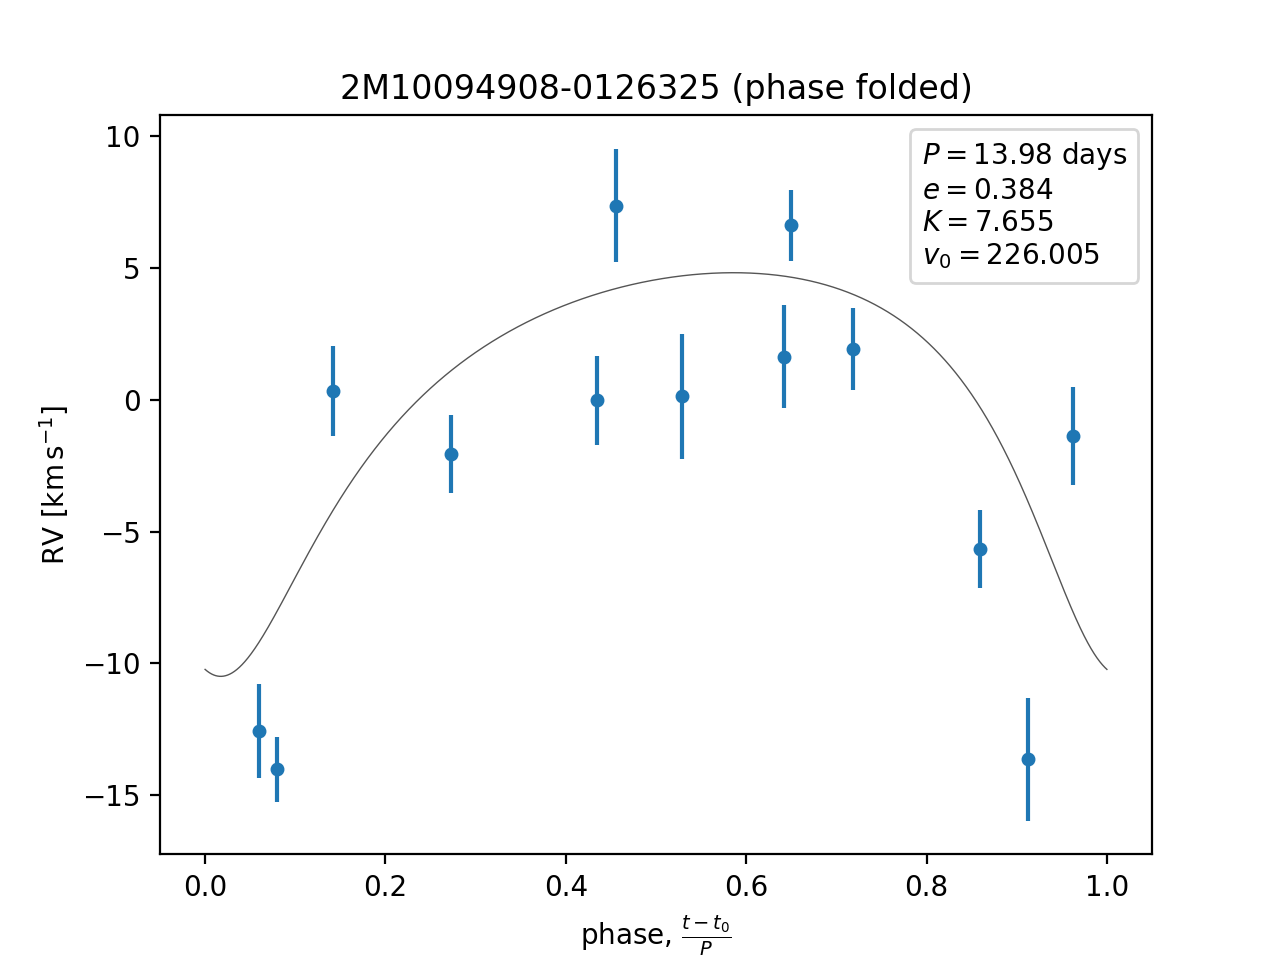 2M10094908-0126325 (phase folded)
P = 13.98 days
e = 0.384
K = 7.655
v₀ = 226.005
10
5
0
−5
−10
−15
RV [km s⁻¹]
0.0 0.2 0.4 0.6 0.8 1.0
phase, (t − t₀)/P